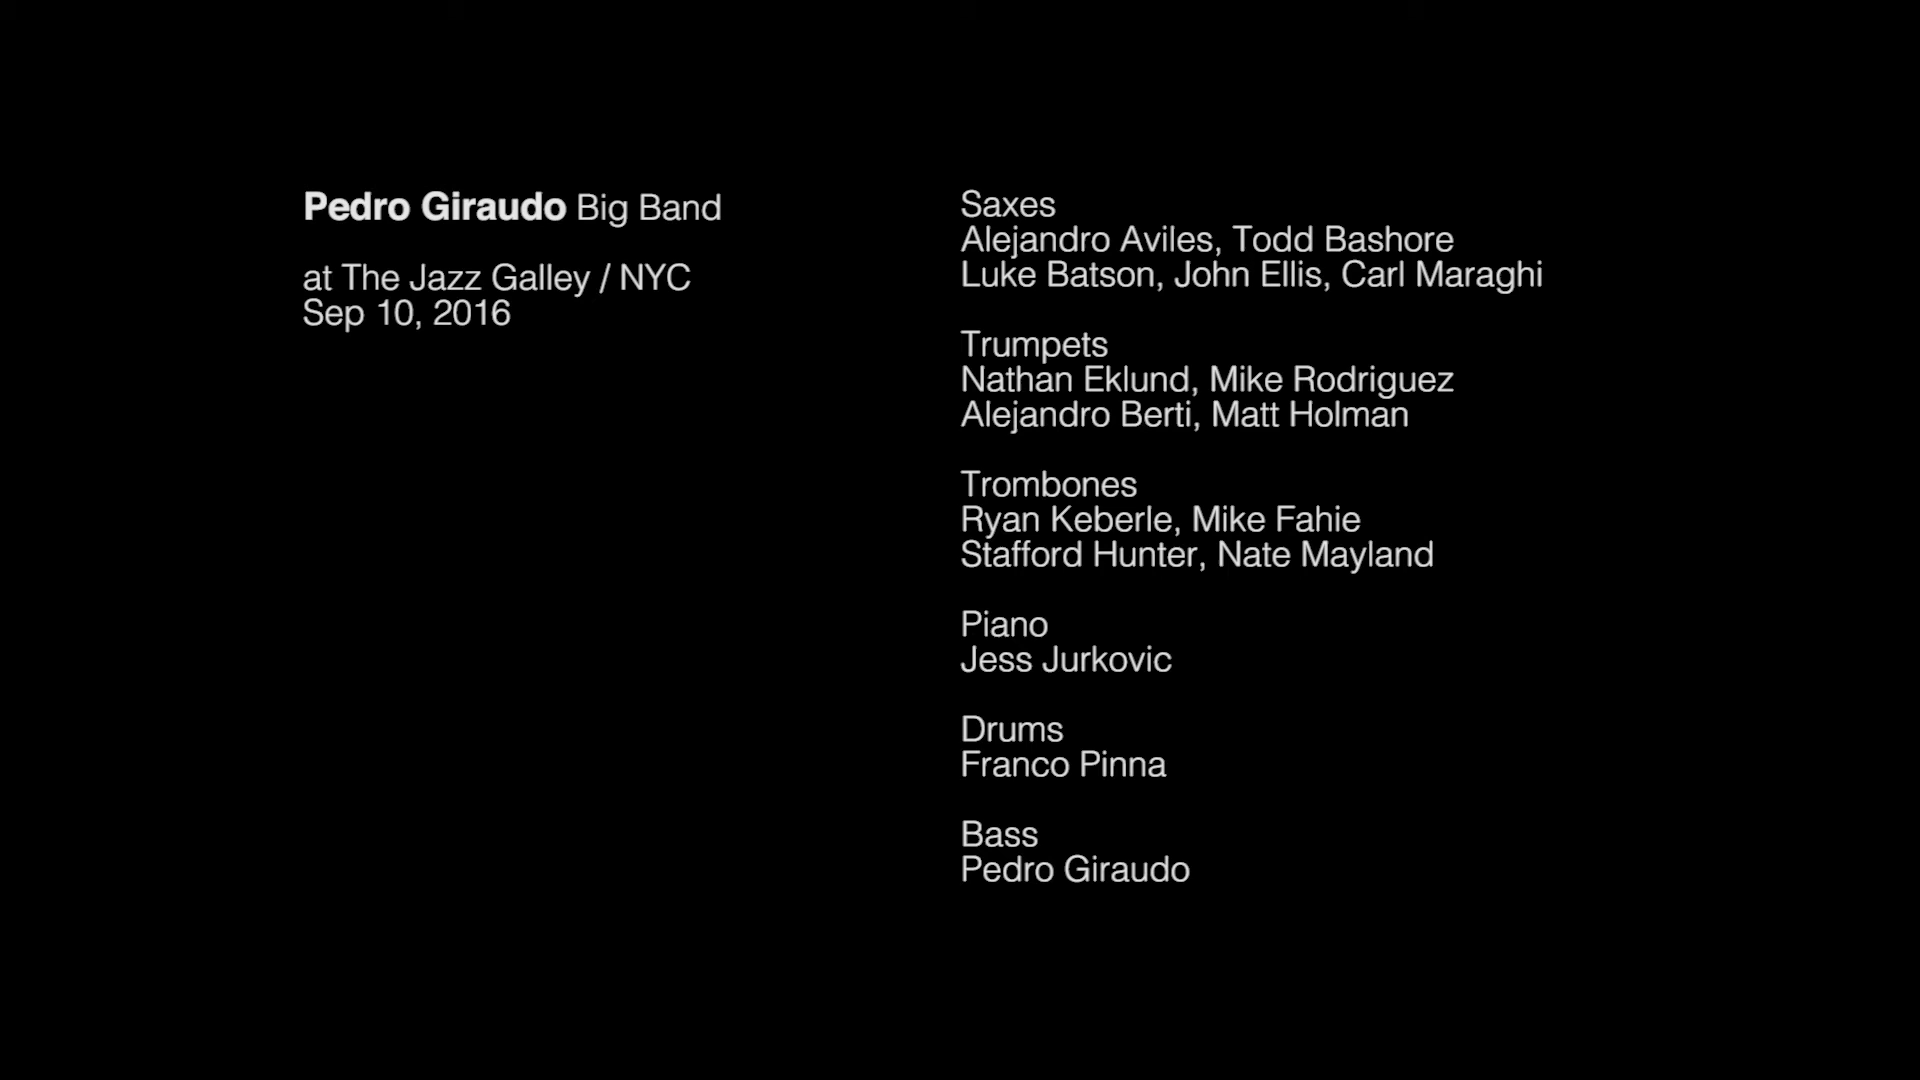 Pedro Giraudo Big Band
at The Jazz Galley / NYC
Sep 10, 2016
Saxes
Alejandro Aviles, Todd Bashore
Luke Batson, John Ellis, Carl Maraghi
Trumpets
Nathan Eklund, Mike Rodriguez
Alejandro Berti, Matt Holman
Trombones
Ryan Keberle, Mike Fahie
Stafford Hunter, Nate Mayland
Piano
Jess Jurkovic
Drums
Franco Pinna
Bass
Pedro Giraudo